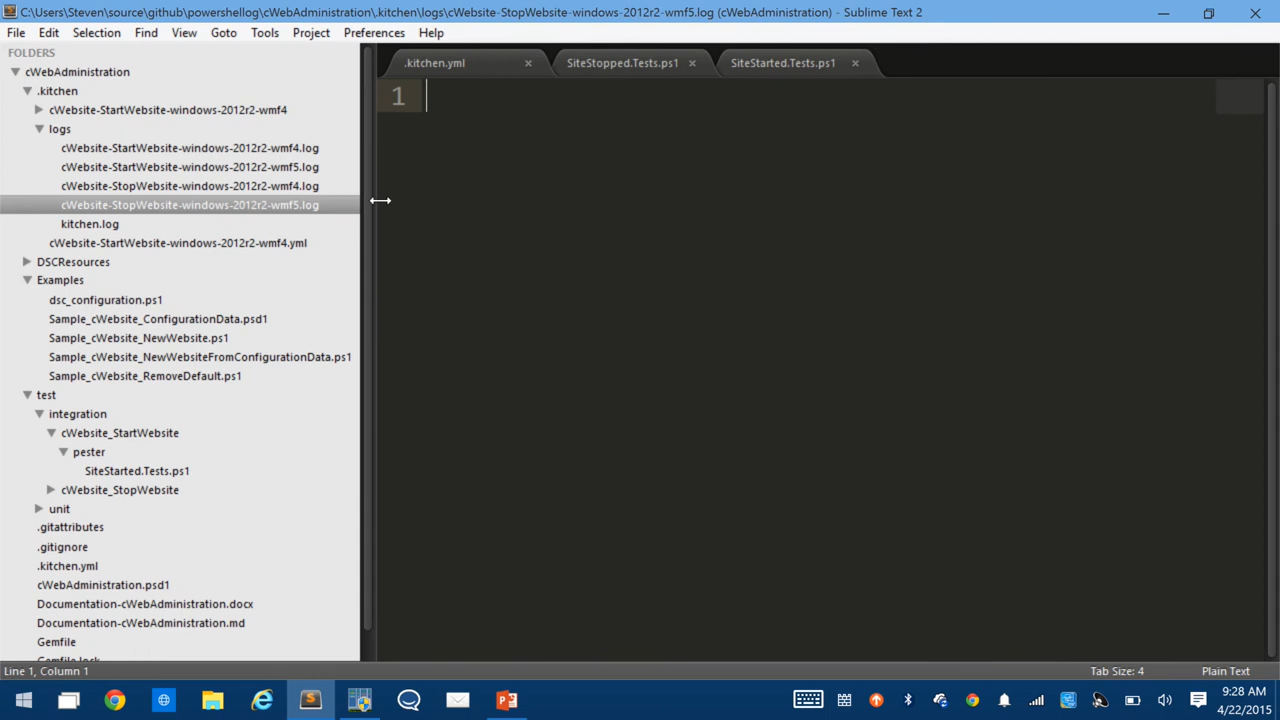 C:\Users\Steven\source\github\powershellog\cWebAdministration\.kitchen\logs\cWebsite-StopWebsite-windows-2012r2-wmf5.log (cWebAdministration) - Sublime Text 2
File Edit Selection Find View Goto Tools Project Preferences Help
FOLDERS
.kitchen.yml SiteStopped.Tests.ps1 SiteStarted.Tests.ps1
cWebAdministration
1
.kitchen
cWebsite-StartWebsite-windows-2012r2-wmf4
logs
cWebsite-StartWebsite-windows-2012r2-wmf4.log
cWebsite-StartWebsite-windows-2012r2-wmf5.log
cWebsite-StopWebsite-windows-2012r2-wmf4.log
cWebsite-StopWebsite-windows-2012r2-wmf5.log
kitchen.log
cWebsite-StartWebsite-windows-2012r2-wmf4.yml
DSCResources
Examples
dsc_configuration.ps1
Sample_cWebsite_ConfigurationData.psd1
Sample_cWebsite_NewWebsite.ps1
Sample_cWebsite_NewWebsiteFromConfigurationData.ps1
Sample_cWebsite_RemoveDefault.ps1
test
integration
cWebsite_StartWebsite
pester
SiteStarted.Tests.ps1
cWebsite_StopWebsite
unit
.gitattributes
.gitignore
.kitchen.yml
cWebAdministration.psd1
Documentation-cWebAdministration.docx
Documentation-cWebAdministration.md
Gemfile
Gemfile.lock
Line 1, Column 1 Tab Size: 4 Plain Text
9:28 AM
4/22/2015